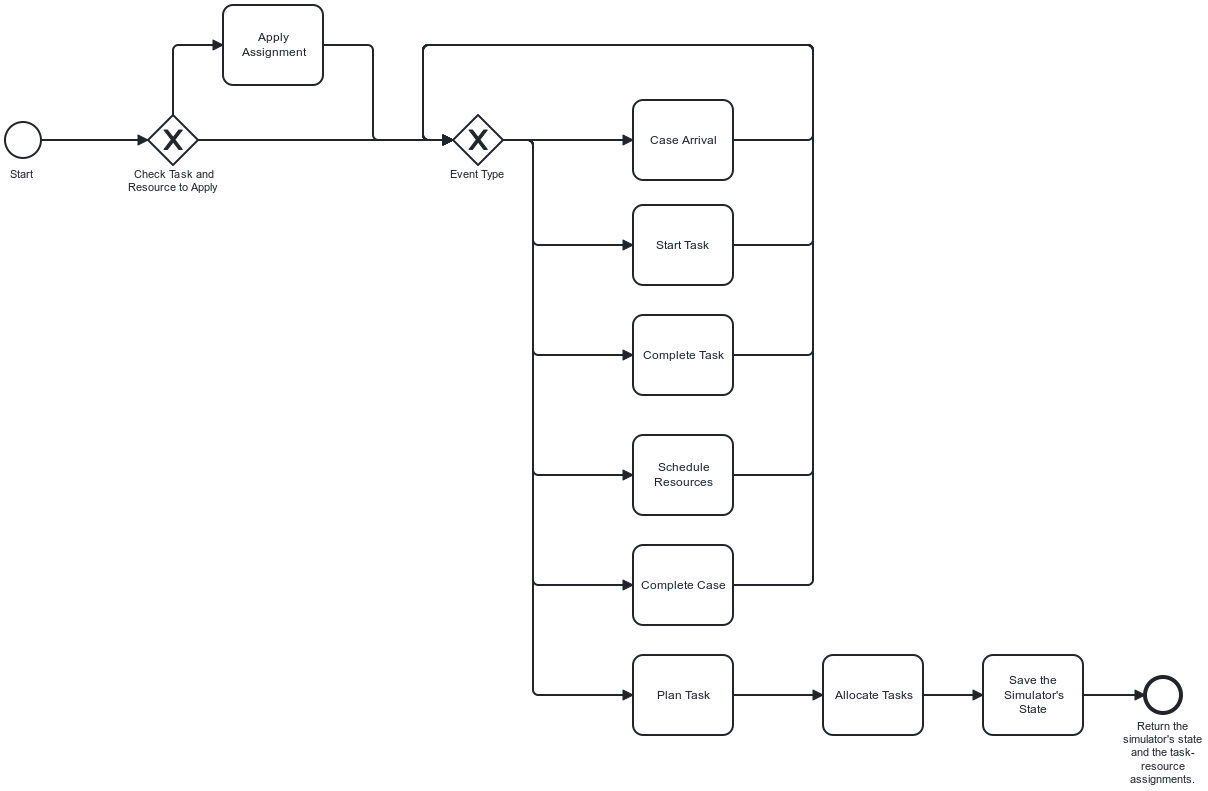 Apply
Assignment
Start
Check Task and
Resource to Apply
Event Type
Case Arrival
Start Task
Complete Task
Schedule
Resources
Complete Case
Plan Task
Allocate Tasks
Save the
Simulator's
State
Return the
simulator's state
and the task-
resource
assignments.